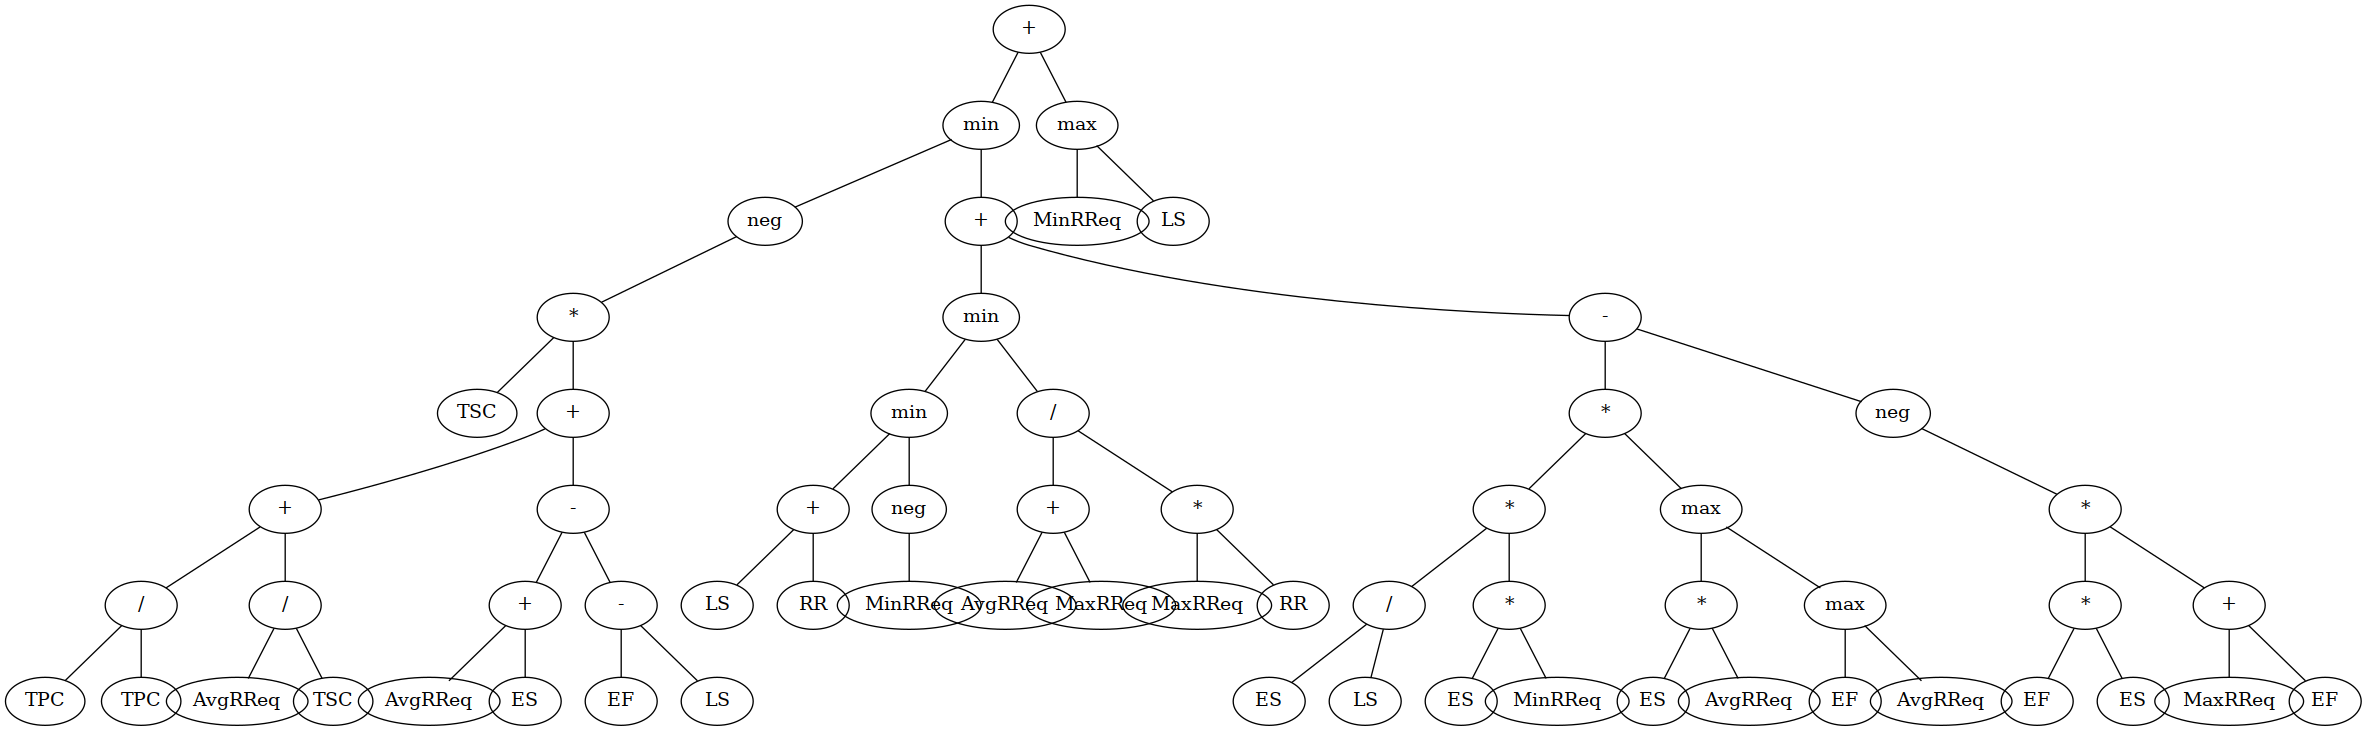 +
min max
neg + MinRReq LS
* min -
TSC + min / * neg
+ - + neg + * * max *
/ / + - LS RR MinRReq AvgRReq MaxRReq MaxRReq RR / * * max * +
TPC TPC AvgRReq TSC AvgRReq ES EF LS ES LS ES MinRReq ES AvgRReq EF AvgRReq EF ES MaxRReq EF